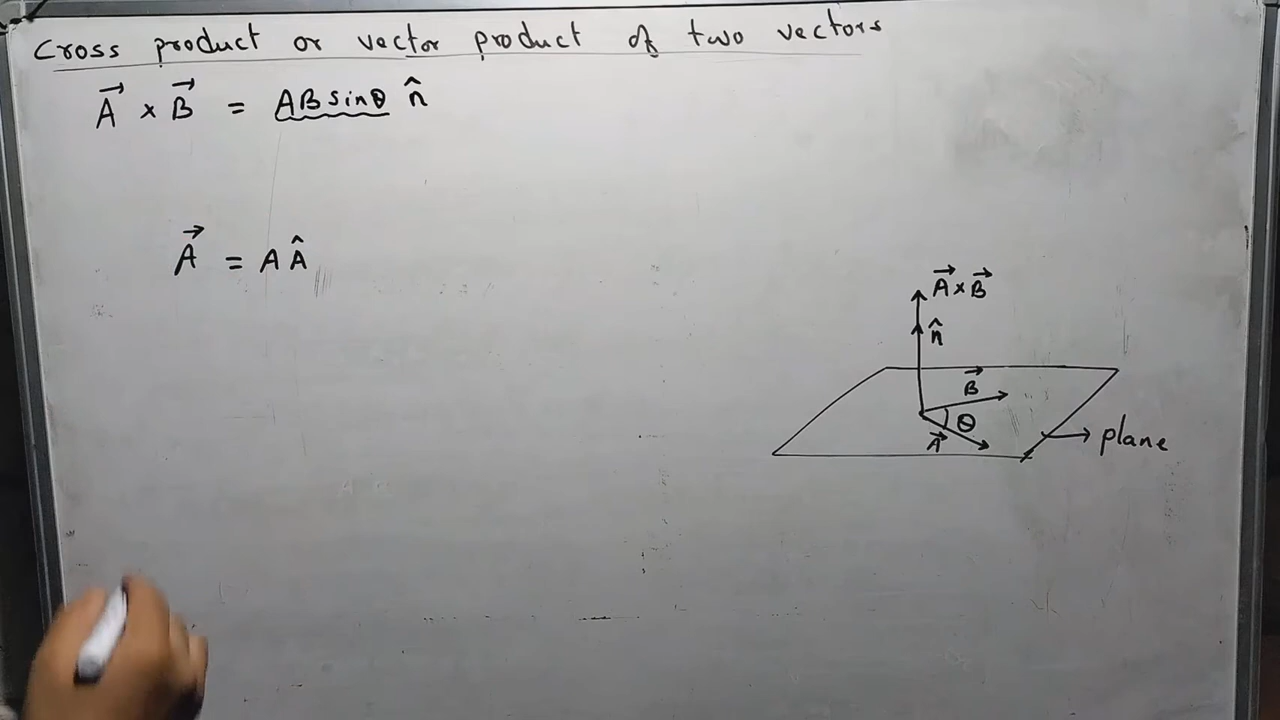 Cross product or vector product of two vectors
A⃗ × B⃗ = AB sinθ n̂
A⃗ = A Â
A⃗ × B⃗
n̂
B⃗
θ
A⃗
plane